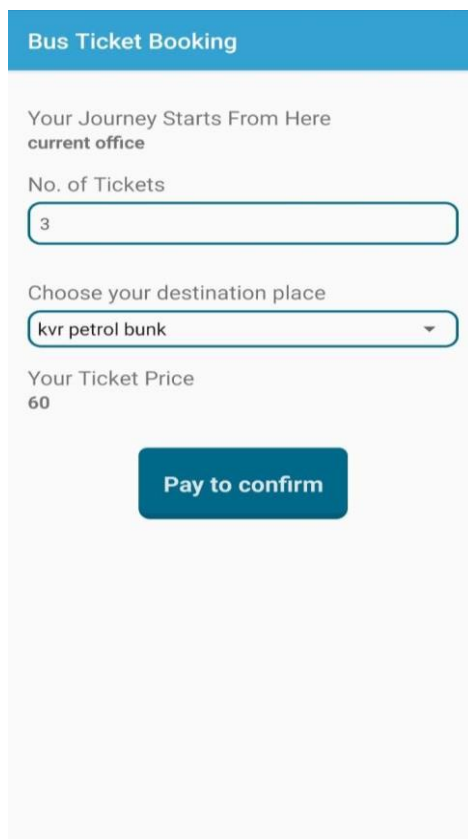 Bus Ticket Booking
Your Journey Starts From Here
current office
No. of Tickets
3
Choose your destination place
kvr petrol bunk
Your Ticket Price
60
Pay to confirm